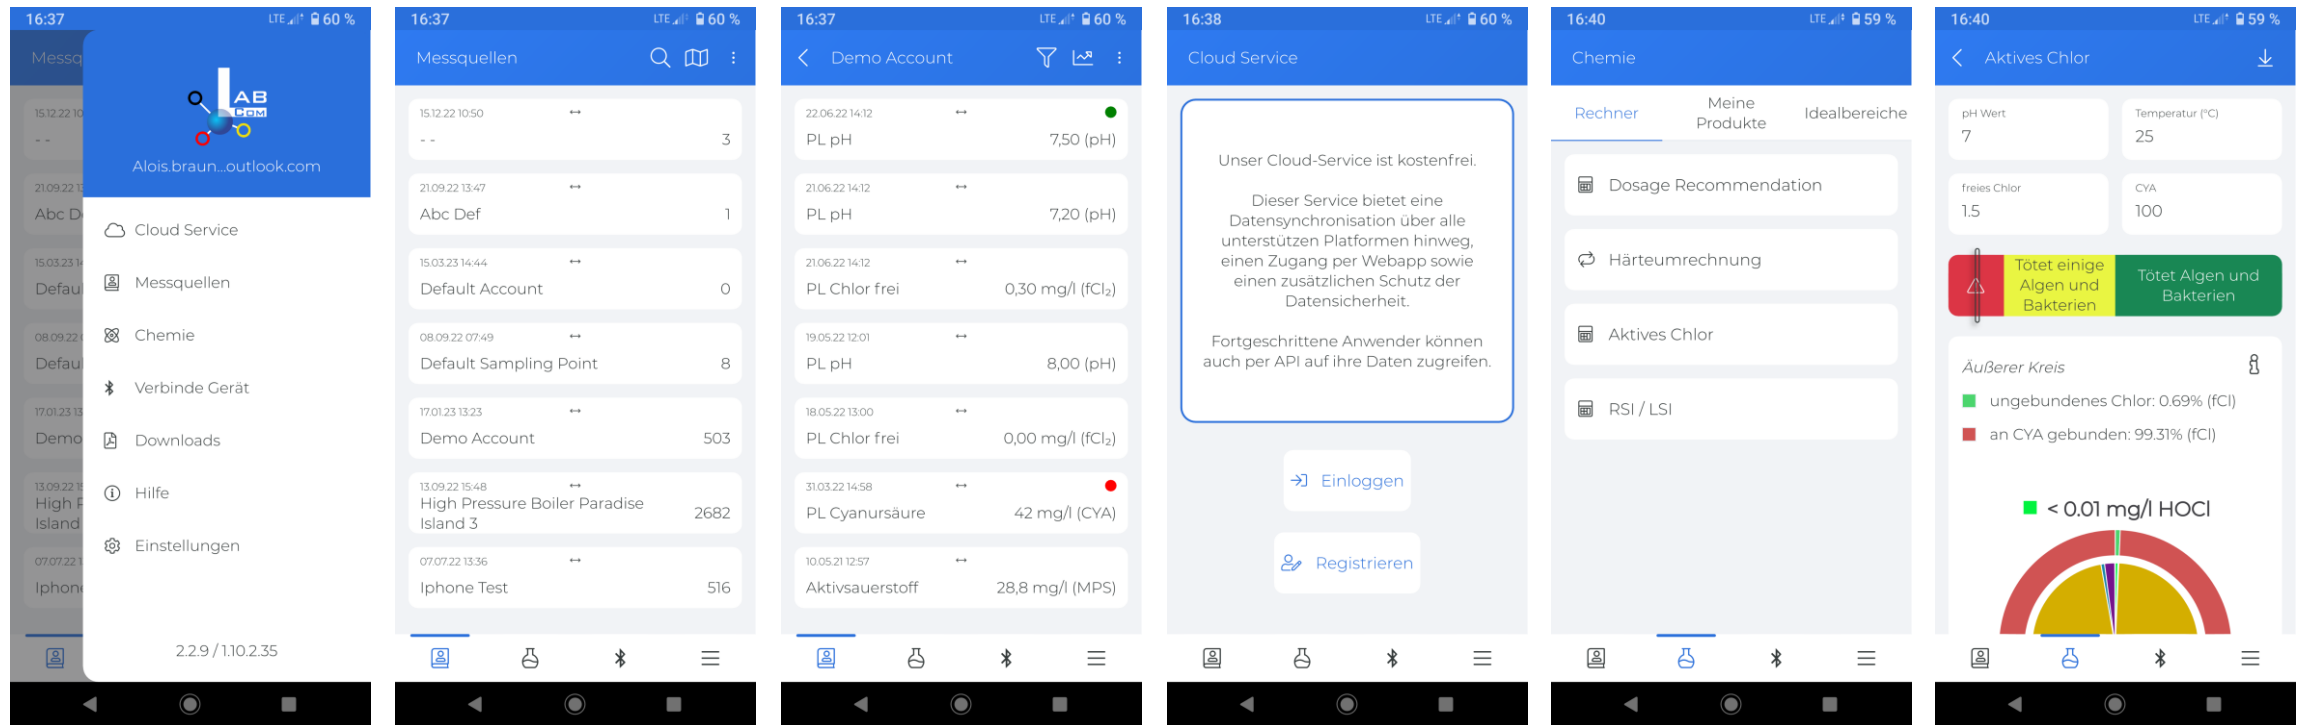 16:37 LTE 60 %
Messq
LAB
COM
Alois.braun...outlook.com
15.12.22 10
- -
21.09.22 13
Abc D
15.03.23 14
Defaul
08.09.22
Defaul
17.01.23 13
Demo
13.09.22 15
High P
Island
07.07.22 1
Iphone
Cloud Service
Messquellen
Chemie
Verbinde Gerät
Downloads
Hilfe
Einstellungen
2.2.9 / 1.10.2.35
16:37 LTE 60 %
Messquellen
15.12.22 10:50
- - 3
21.09.22 13:47
Abc Def 1
15.03.23 14:44
Default Account 0
08.09.22 07:49
Default Sampling Point 8
17.01.23 13:23
Demo Account 503
13.09.22 15:48
High Pressure Boiler Paradise
Island 3 2682
07.07.22 13:36
Iphone Test 516
16:37 LTE 60 %
Demo Account
22.06.22 14:12
PL pH 7,50 (pH)
21.06.22 14:12
PL pH 7,20 (pH)
21.06.22 14:12
PL Chlor frei 0,30 mg/l (fCl₂)
19.05.22 12:01
PL pH 8,00 (pH)
18.05.22 13:00
PL Chlor frei 0,00 mg/l (fCl₂)
31.03.22 14:58
PL Cyanursäure 42 mg/l (CYA)
10.05.21 12:57
Aktivsauerstoff 28,8 mg/l (MPS)
16:38 LTE 60 %
Cloud Service
Unser Cloud-Service ist kostenfrei.
Dieser Service bietet eine
Datensynchronisation über alle
unterstützen Platformen hinweg,
einen Zugang per Webapp sowie
einen zusätzlichen Schutz der
Datensicherheit.
Fortgeschrittene Anwender können
auch per API auf ihre Daten zugreifen.
Einloggen
Registrieren
16:40 LTE 59 %
Chemie
Rechner
Meine
Produkte
Idealbereiche
Dosage Recommendation
Härteumrechnung
Aktives Chlor
RSI / LSI
16:40 LTE 59 %
Aktives Chlor
pH Wert
7
Temperatur (°C)
25
freies Chlor
1.5
CYA
100
Tötet einige
Algen und
Bakterien
Tötet Algen und
Bakterien
Äußerer Kreis
ungebundenes Chlor: 0.69% (fCl)
an CYA gebunden: 99.31% (fCl)
< 0.01 mg/l HOCl